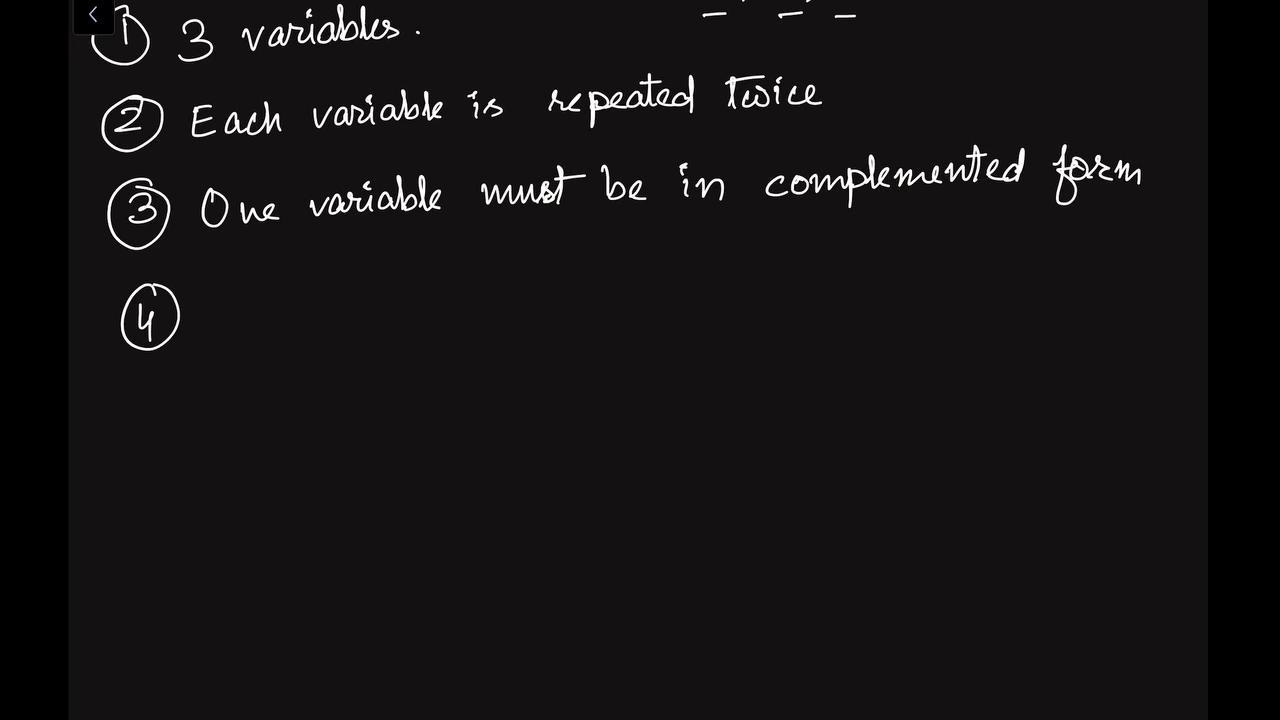 ① 3 variables.
② Each variable is repeated twice
③ One variable must be in complemented form
④